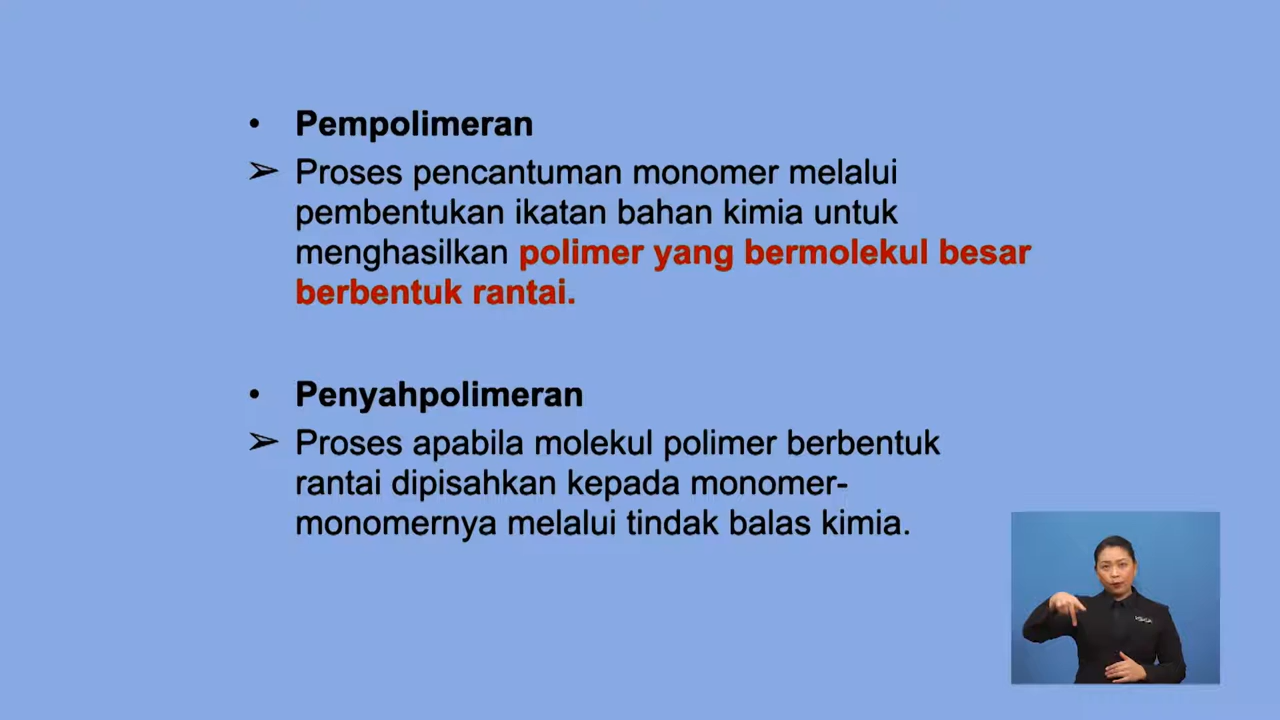 • Pempolimeran
➢ Proses pencantuman monomer melalui
pembentukan ikatan bahan kimia untuk
menghasilkan polimer yang bermolekul besar
berbentuk rantai.
• Penyahpolimeran
➢ Proses apabila molekul polimer berbentuk
rantai dipisahkan kepada monomer-
monomernya melalui tindak balas kimia.